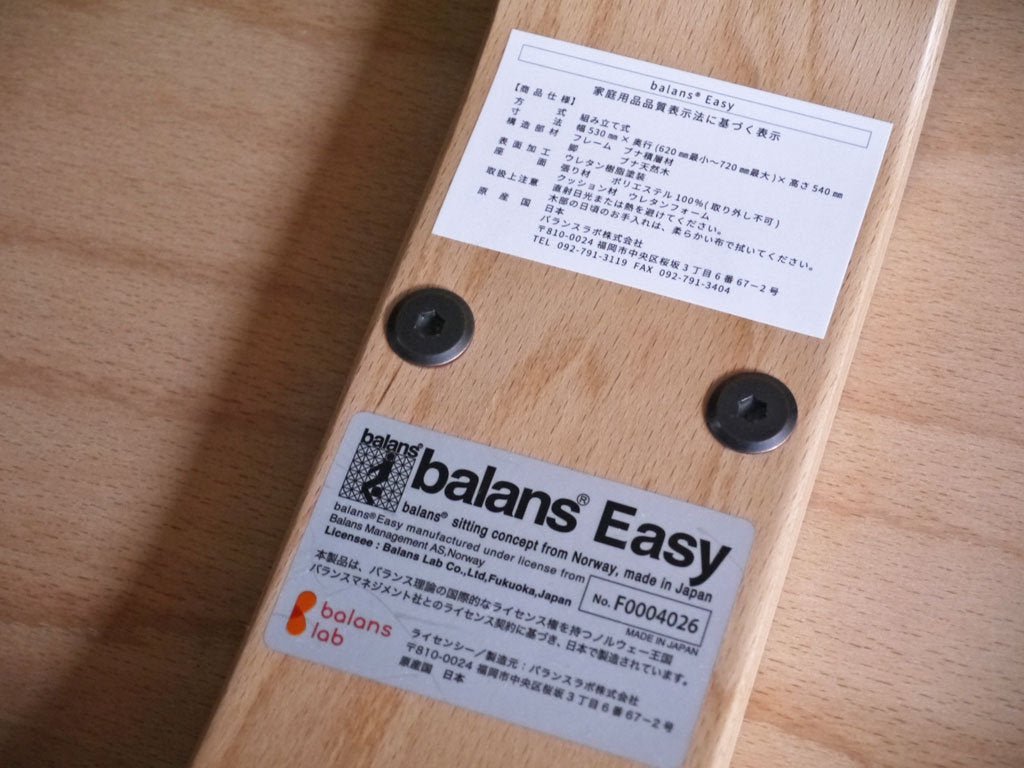 balans® Easy
家庭用品品質表示法に基づく表示
【商品仕様】
方式 組み立て式
寸法 幅530㎜×奥行(620㎜最小～720㎜最大)×高さ540㎜
構造部材 フレーム ブナ積層材
脚 ブナ天然木
表面加工 ウレタン樹脂塗装
座面 張り材 ポリエステル100%(取り外し不可)
クッション材 ウレタンフォーム
取扱上注意 直射日光または熱を避けてください。
木部の日頃のお手入れは、柔らかい布で拭いてください。
原産国 日本
バランスラボ株式会社
〒810-0024 福岡市中央区桜坂3丁目6番67－2号
TEL 092-791-3119 FAX 092-791-3404
balans®
balans® Easy
balans® sitting concept from Norway, made in Japan
balans®Easy manufactured under license from
Balans Management AS,Norway
Licensee : Balans Lab Co.,Ltd,Fukuoka,Japan
No. F0004026
MADE IN JAPAN
本製品は、バランス理論の国際的なライセンス権を持つノルウェー王国
バランスマネジメント社とのライセンス契約に基づき、日本で製造されています。
balans
lab
ライセンシー／製造元：バランスラボ株式会社
〒810-0024 福岡市中央区桜坂3丁目6番67－2号
原産国 日本